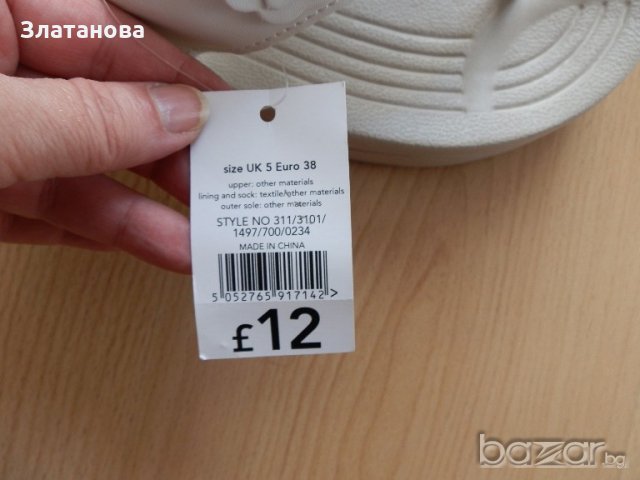 Златанова
size UK 5 Euro 38
upper: other materials
lining and sock: textile/other materials
outer sole: other materials
STYLE NO 311/3101/
1497/700/0234
MADE IN CHINA
5 052765 917142 >
£12
bazar.bg